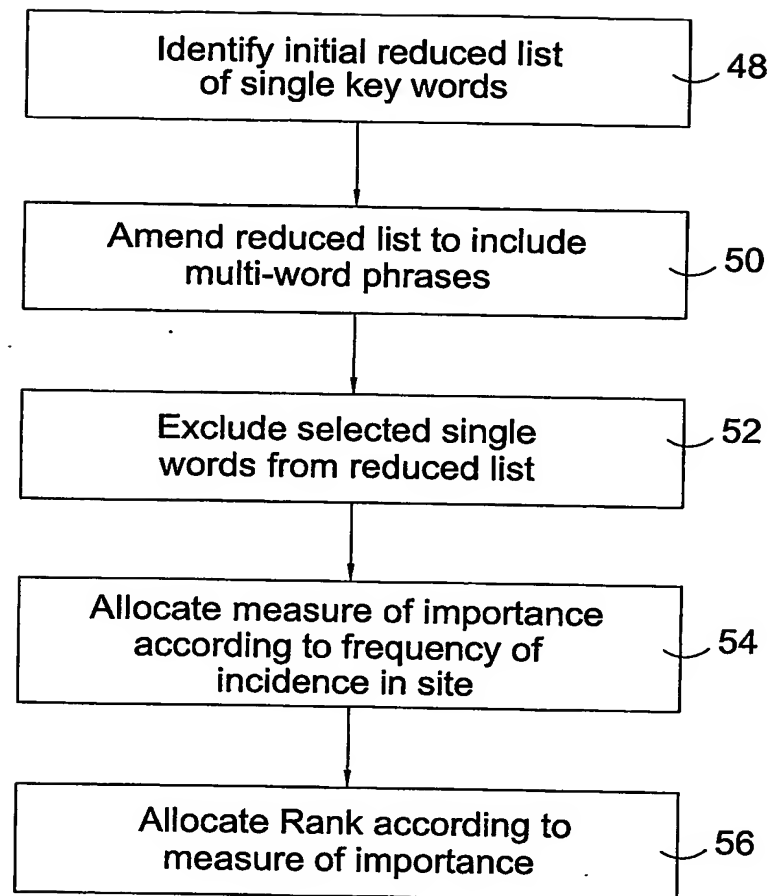 Identify initial reduced list
of single key words
48
Amend reduced list to include
multi-word phrases
50
Exclude selected single
words from reduced list
52
Allocate measure of importance
according to frequency of
incidence in site
54
Allocate Rank according to
measure of importance
56